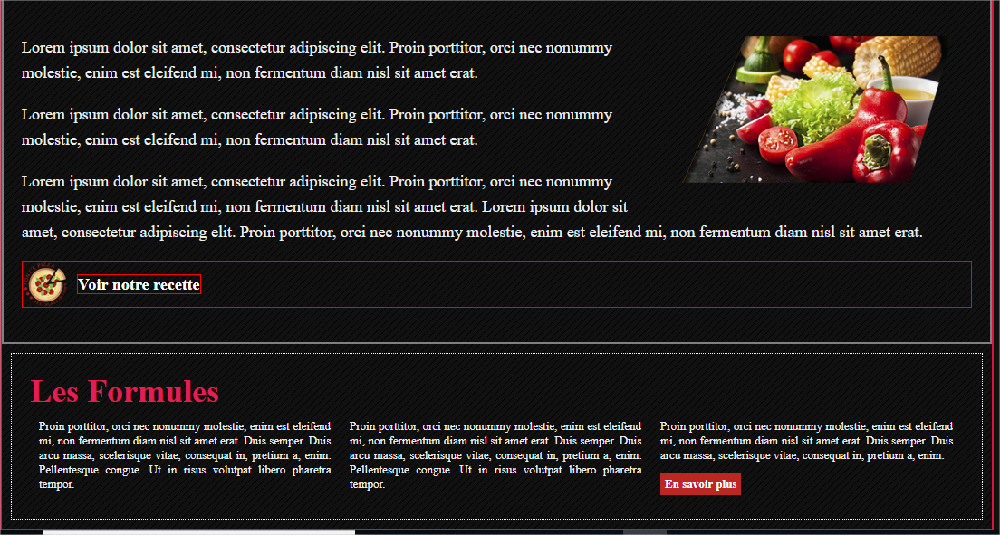 Lorem ipsum dolor sit amet, consectetur adipiscing elit. Proin porttitor, orci nec nonummy
molestie, enim est eleifend mi, non fermentum diam nisl sit amet erat.
Lorem ipsum dolor sit amet, consectetur adipiscing elit. Proin porttitor, orci nec nonummy
molestie, enim est eleifend mi, non fermentum diam nisl sit amet erat.
Lorem ipsum dolor sit amet, consectetur adipiscing elit. Proin porttitor, orci nec nonummy
molestie, enim est eleifend mi, non fermentum diam nisl sit amet erat. Lorem ipsum dolor sit
amet, consectetur adipiscing elit. Proin porttitor, orci nec nonummy molestie, enim est eleifend mi, non fermentum diam nisl sit amet erat.
Voir notre recette
Les Formules
Proin porttitor, orci nec nonummy molestie, enim est eleifend
mi, non fermentum diam nisl sit amet erat. Duis semper. Duis
arcu massa, scelerisque vitae, consequat in, pretium a, enim.
Pellentesque congue. Ut in risus volutpat libero pharetra
tempor.
Proin porttitor, orci nec nonummy molestie, enim est eleifend
mi, non fermentum diam nisl sit amet erat. Duis semper. Duis
arcu massa, scelerisque vitae, consequat in, pretium a, enim.
Pellentesque congue. Ut in risus volutpat libero pharetra
tempor.
Proin porttitor, orci nec nonummy molestie, enim est eleifend
mi, non fermentum diam nisl sit amet erat. Duis semper. Duis
arcu massa, scelerisque vitae, consequat in, pretium a, enim.
En savoir plus